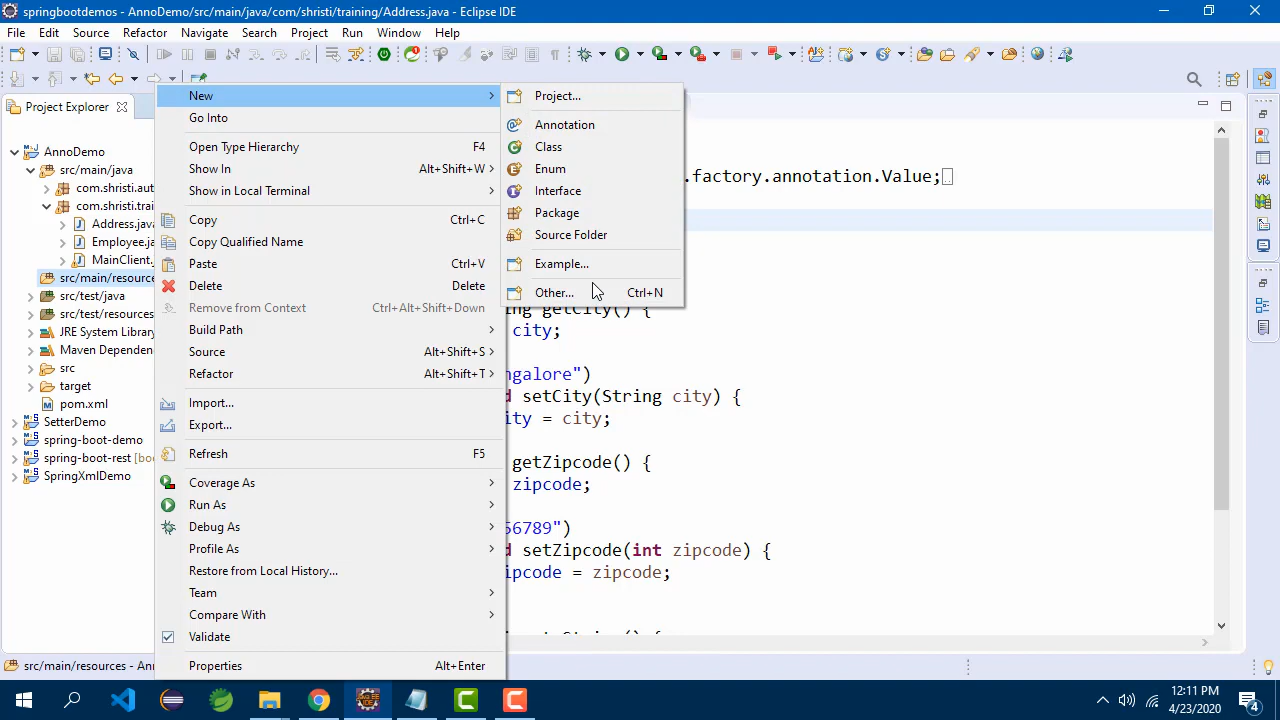 springbootdemos - AnnoDemo/src/main/java/com/shristi/training/Address.java - Eclipse IDE
File Edit Source Refactor Navigate Search Project Run Window Help
Project Explorer
AnnoDemo
src/main/java
com.shristi.aut
com.shristi.trai
Address.java
Employee.ja
MainClient.
src/main/resource
src/test/java
src/test/resources
JRE System Library
Maven Dependen
src
target
pom.xml
SetterDemo
spring-boot-demo
spring-boot-rest [boo
SpringXmlDemo
New
Go Into
Open Type Hierarchy F4
Show In Alt+Shift+W
Show in Local Terminal
Copy Ctrl+C
Copy Qualified Name
Paste Ctrl+V
Delete Delete
Remove from Context Ctrl+Alt+Shift+Down
Build Path
Source Alt+Shift+S
Refactor Alt+Shift+T
Import...
Export...
Refresh F5
Coverage As
Run As
Debug As
Profile As
Restore from Local History...
Team
Compare With
Validate
Properties Alt+Enter
Project...
Annotation
Class
Enum
Interface
Package
Source Folder
Example...
Other... Ctrl+N
.factory.annotation.Value;
ng getCity() {
city;
ngalore")
d setCity(String city) {
ity = city;
getZipcode() {
zipcode;
56789")
d setZipcode(int zipcode) {
ipcode = zipcode;
src/main/resources - AnnoD
12:11 PM
4/23/2020
4